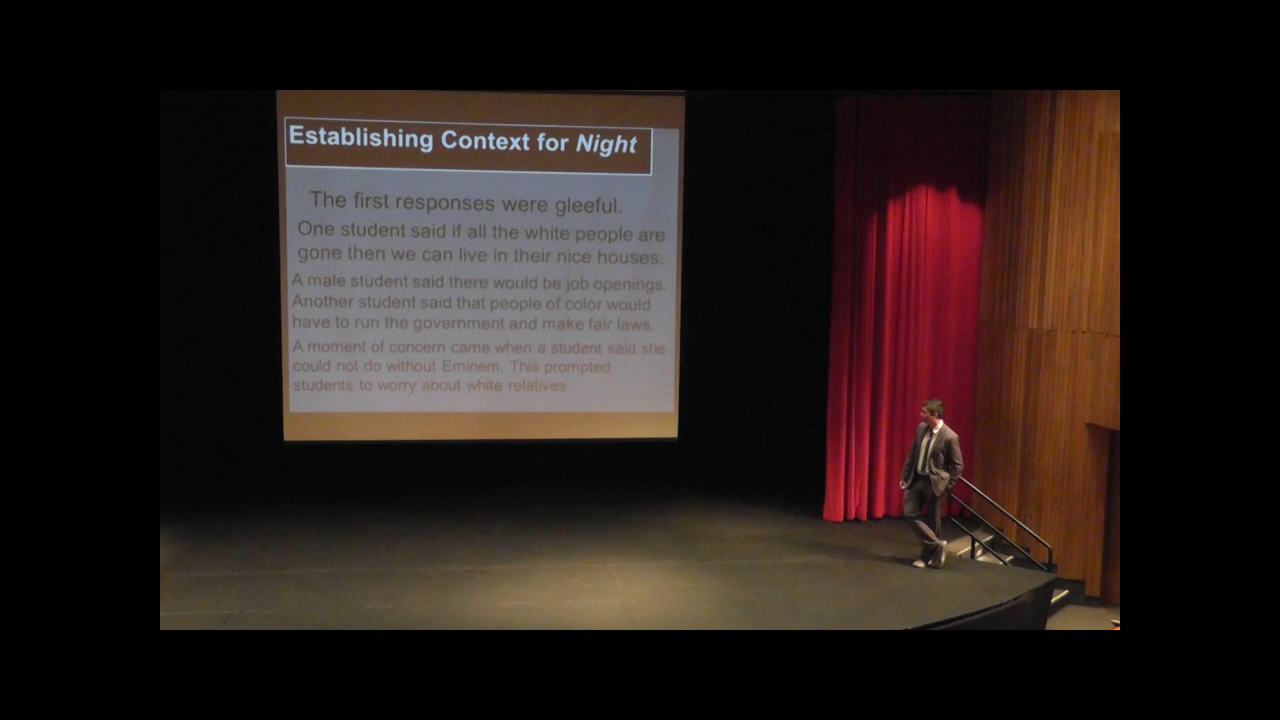 Establishing Context for Night
The first responses were gleeful.
One student said if all the white people are
gone then we can live in their nice houses.
A male student said there would be job openings.
Another student said that people of color would
have to run the government and make fair laws.
A moment of concern came when a student said she
could not do without Eminem. This prompted
students to worry about white relatives.